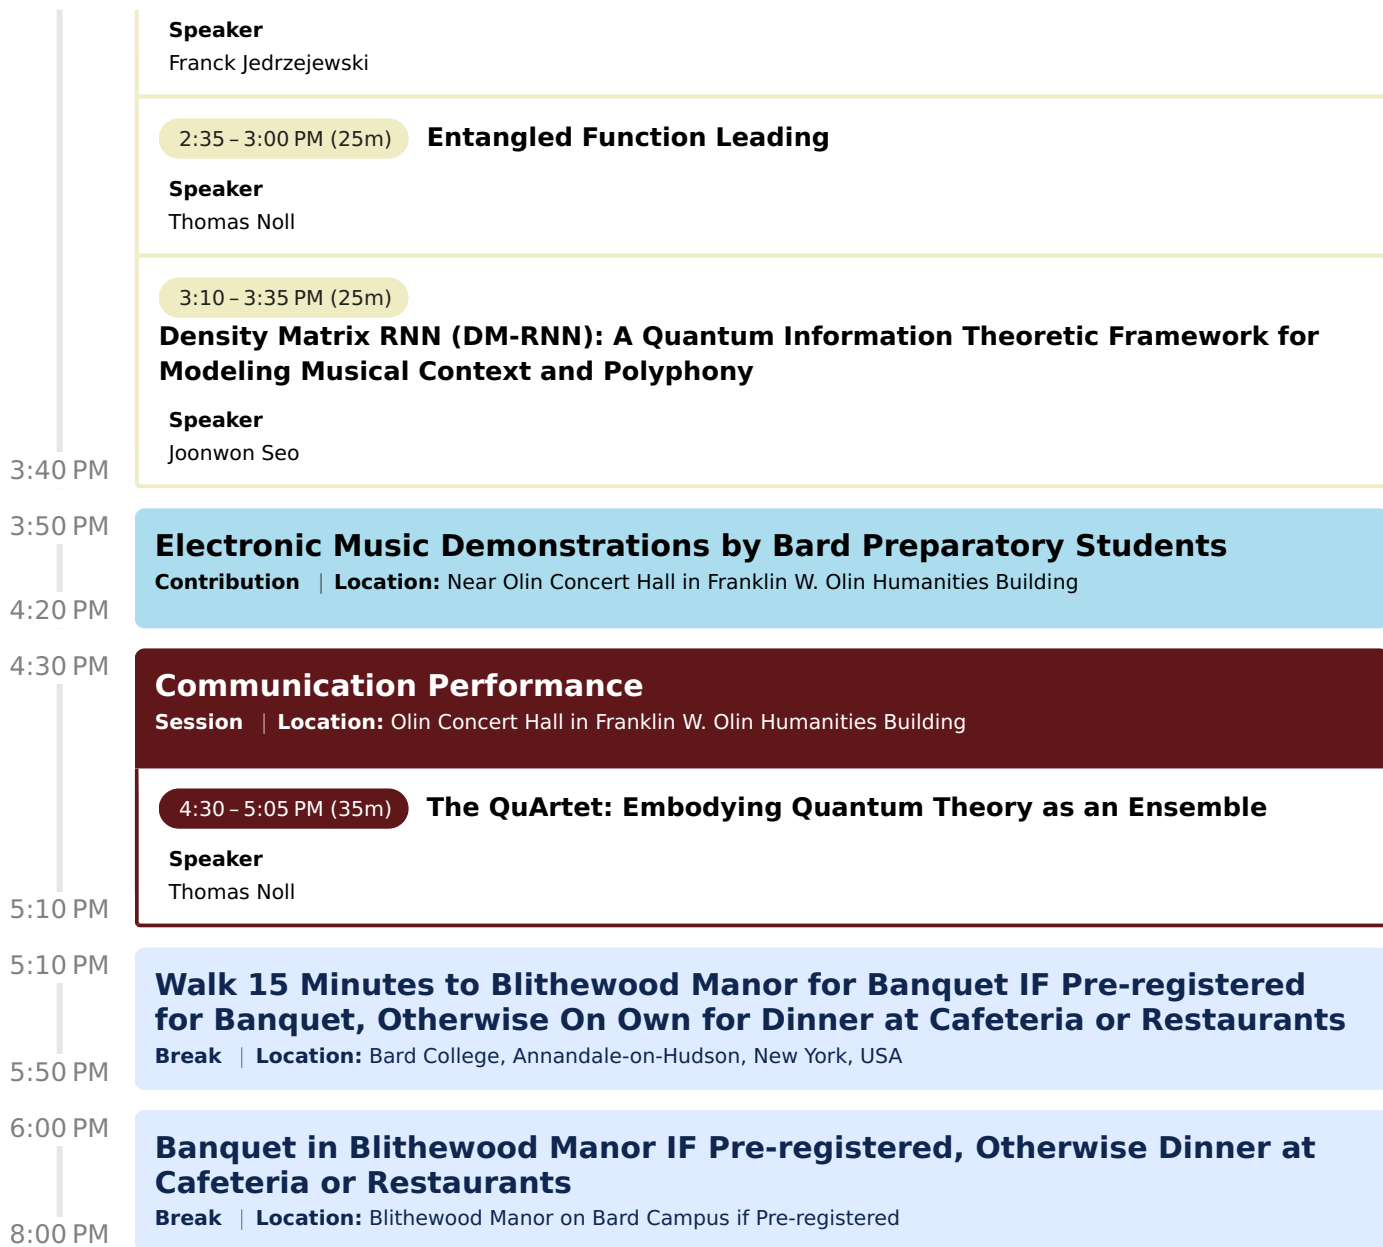 Speaker
Franck Jedrzejewski
2:35 – 3:00 PM (25m) Entangled Function Leading
Speaker
Thomas Noll
3:10 – 3:35 PM (25m)
Density Matrix RNN (DM-RNN): A Quantum Information Theoretic Framework for
Modeling Musical Context and Polyphony
Speaker
Joonwon Seo
3:40 PM
3:50 PM
Electronic Music Demonstrations by Bard Preparatory Students
Contribution | Location: Near Olin Concert Hall in Franklin W. Olin Humanities Building
4:20 PM
4:30 PM
Communication Performance
Session | Location: Olin Concert Hall in Franklin W. Olin Humanities Building
4:30 – 5:05 PM (35m) The QuArtet: Embodying Quantum Theory as an Ensemble
Speaker
Thomas Noll
5:10 PM
5:10 PM
Walk 15 Minutes to Blithewood Manor for Banquet IF Pre-registered
for Banquet, Otherwise On Own for Dinner at Cafeteria or Restaurants
Break | Location: Bard College, Annandale-on-Hudson, New York, USA
5:50 PM
6:00 PM
Banquet in Blithewood Manor IF Pre-registered, Otherwise Dinner at
Cafeteria or Restaurants
Break | Location: Blithewood Manor on Bard Campus if Pre-registered
8:00 PM